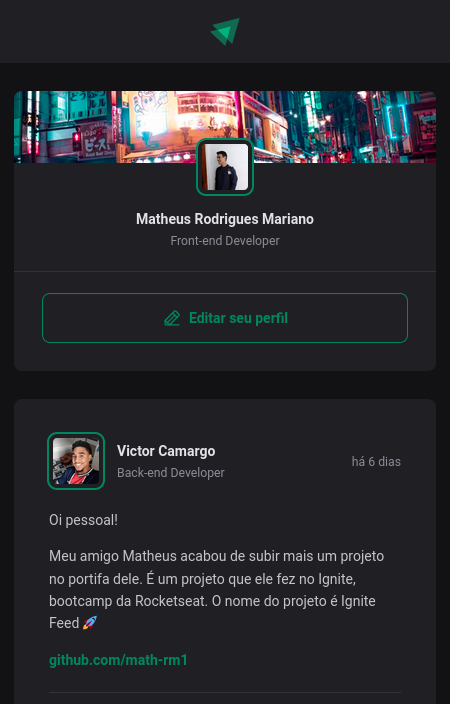 Matheus Rodrigues Mariano
Front-end Developer
Editar seu perfil
Victor Camargo
Back-end Developer
há 6 dias
Oi pessoal!
Meu amigo Matheus acabou de subir mais um projeto
no portifa dele. É um projeto que ele fez no Ignite,
bootcamp da Rocketseat. O nome do projeto é Ignite
Feed 🚀
github.com/math-rm1